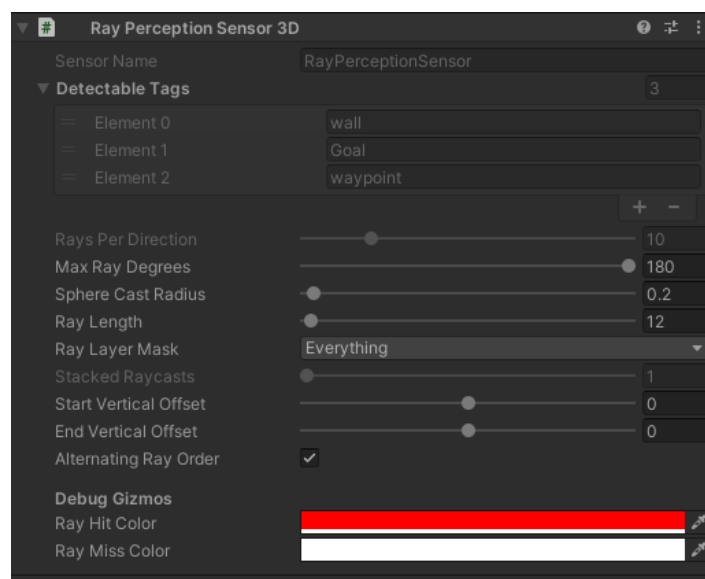 # Ray Perception Sensor 3D
Sensor Name RayPerceptionSensor
Detectable Tags 3
Element 0 wall
Element 1 Goal
Element 2 waypoint
+ −
Rays Per Direction 10
Max Ray Degrees 180
Sphere Cast Radius 0.2
Ray Length 12
Ray Layer Mask Everything
Stacked Raycasts 1
Start Vertical Offset 0
End Vertical Offset 0
Alternating Ray Order
Debug Gizmos
Ray Hit Color
Ray Miss Color